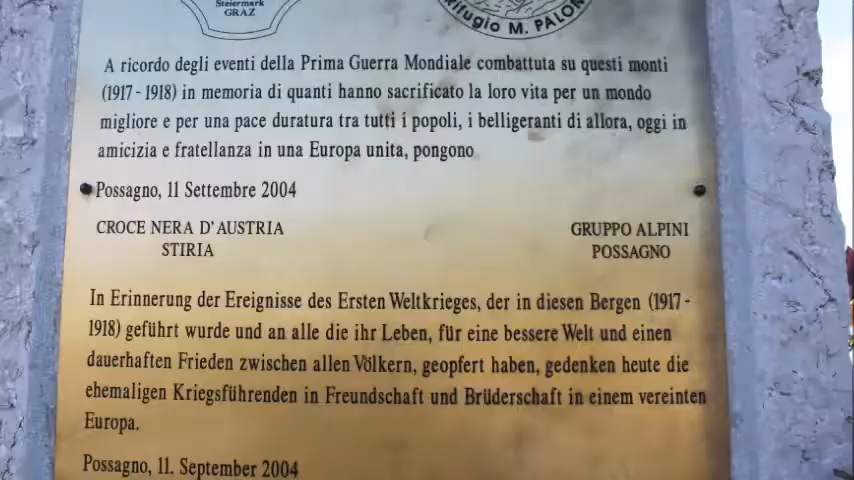 Steiermark
GRAZ
Rifugio M. PALON
A ricordo degli eventi della Prima Guerra Mondiale combattuta su questi monti
(1917 - 1918) in memoria di quanti hanno sacrificato la loro vita per un mondo
migliore e per una pace duratura tra tutti i popoli, i belligeranti di allora, oggi in
amicizia e fratellanza in una Europa unita, pongono
Possagno, 11 Settembre 2004
CROCE NERA D'AUSTRIA
STIRIA
GRUPPO ALPINI
POSSAGNO
In Erinnerung der Ereignisse des Ersten Weltkrieges, der in diesen Bergen (1917 -
1918) geführt wurde und an alle die ihr Leben, für eine bessere Welt und einen
dauerhaften Frieden zwischen allen Völkern, geopfert haben, gedenken heute die
ehemaligen Kriegsführenden in Freundschaft und Brüderschaft in einem vereinten
Europa.
Possagno, 11. September 2004